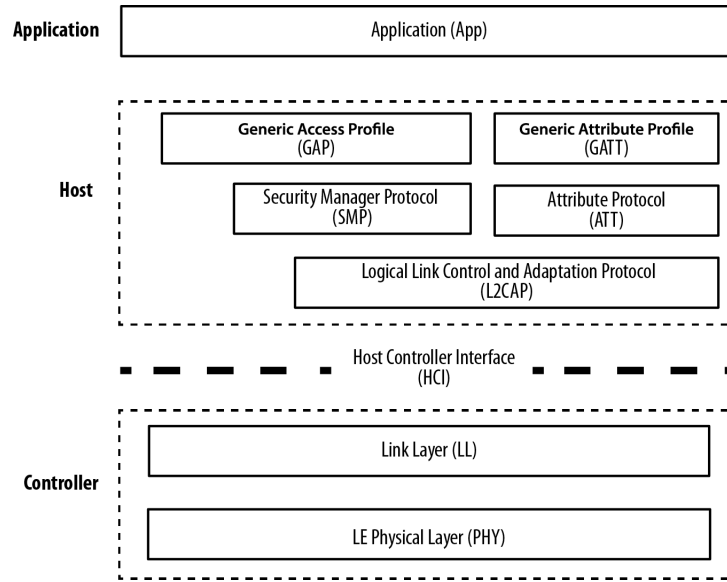 Application
Application (App)
Generic Access Profile
(GAP)
Generic Attribute Profile
(GATT)
Host
Security Manager Protocol
(SMP)
Attribute Protocol
(ATT)
Logical Link Control and Adaptation Protocol
(L2CAP)
Host Controller Interface
(HCI)
Link Layer (LL)
Controller
LE Physical Layer (PHY)